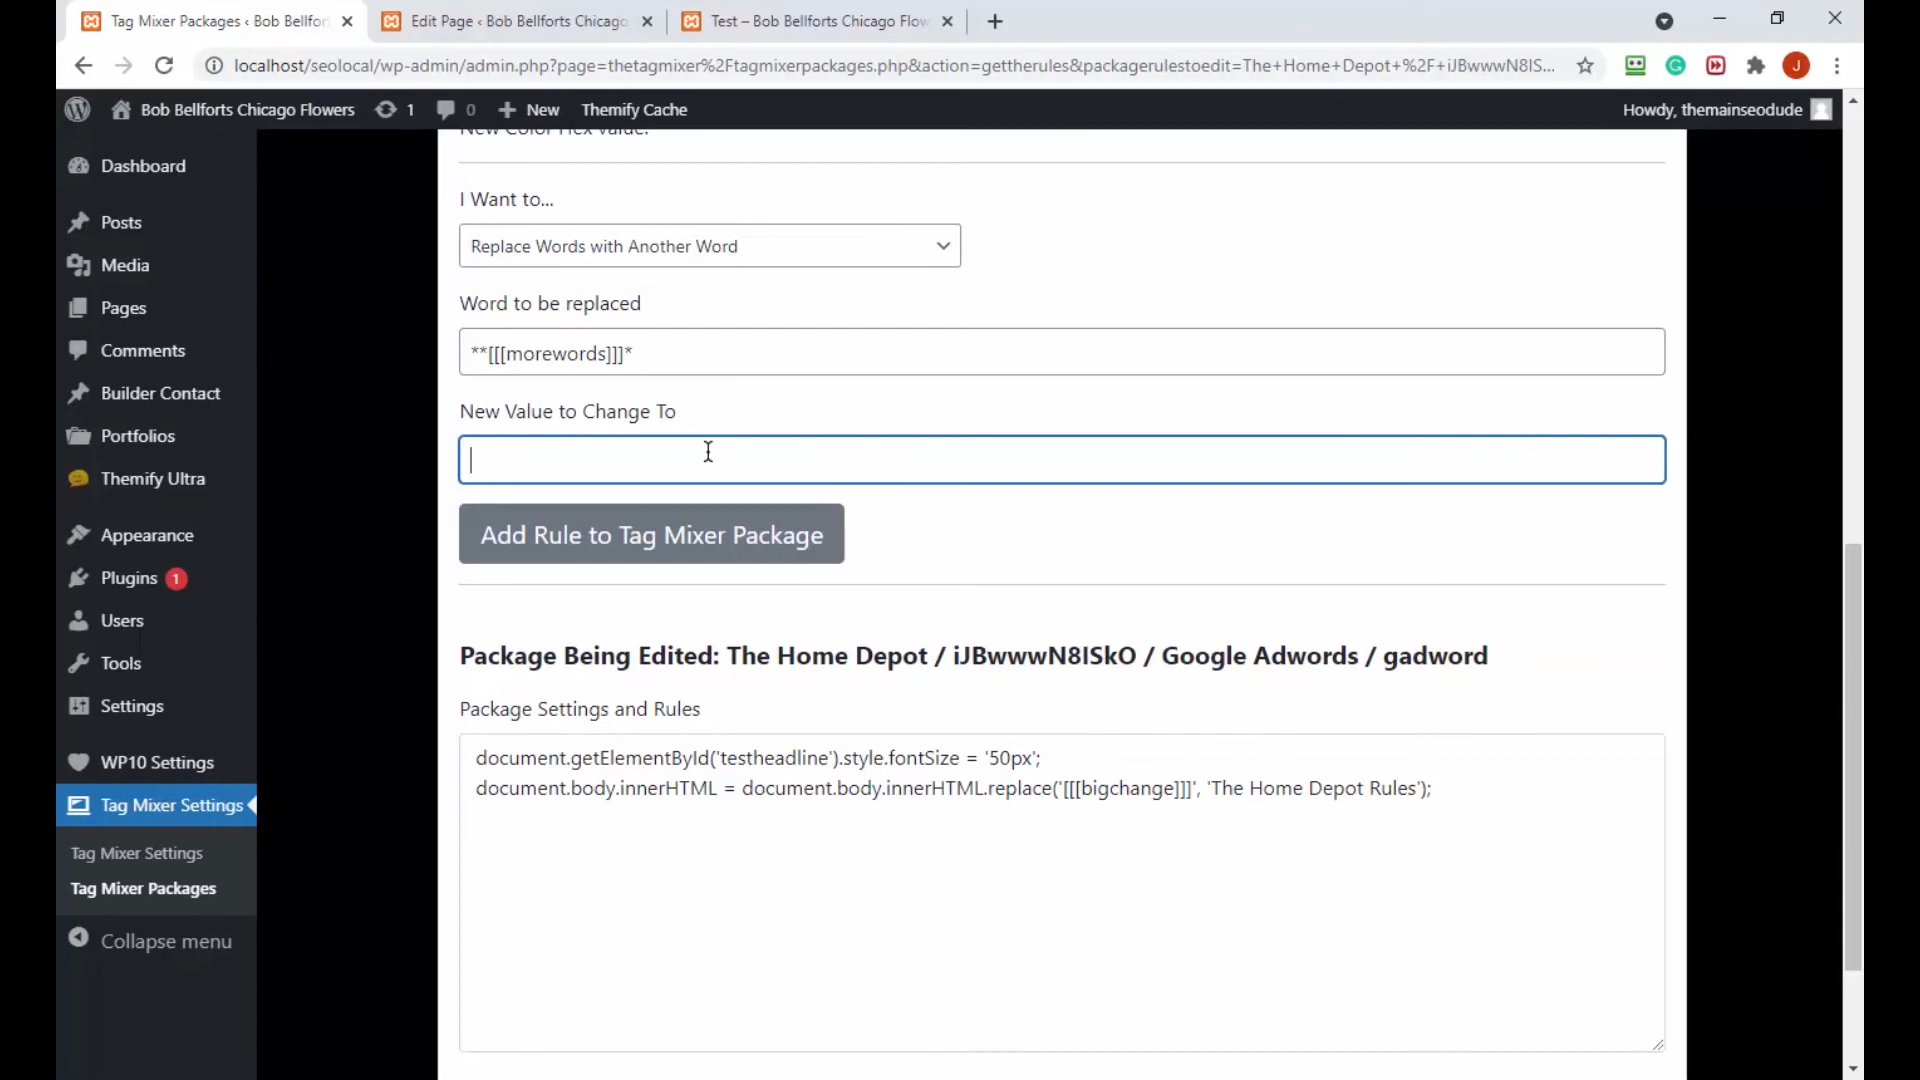 Tag Mixer Packages ‹ Bob Bellfor
Edit Page ‹ Bob Bellforts Chicago
Test – Bob Bellforts Chicago Flow
localhost/seolocal/wp-admin/admin.php?page=thetagmixer%2Ftagmixerpackages.php&action=gettherules&packagerulestoedit=The+Home+Depot+%2F+iJBwwwN8IS...
J
Bob Bellforts Chicago Flowers
1
0
New
Themify Cache
Howdy, themainseodude
Dashboard
Posts
Media
Pages
Comments
Builder Contact
Portfolios
Themify Ultra
Appearance
Plugins 1
Users
Tools
Settings
WP10 Settings
Tag Mixer Settings
Tag Mixer Settings
Tag Mixer Packages
Collapse menu
New Color Hex value:
I Want to...
Replace Words with Another Word
Word to be replaced
**[[[morewords]]]*
New Value to Change To
Add Rule to Tag Mixer Package
Package Being Edited: The Home Depot / iJBwwwN8ISkO / Google Adwords / gadword
Package Settings and Rules
document.getElementById('testheadline').style.fontSize = '50px';
document.body.innerHTML = document.body.innerHTML.replace('[[[bigchange]]]', 'The Home Depot Rules');